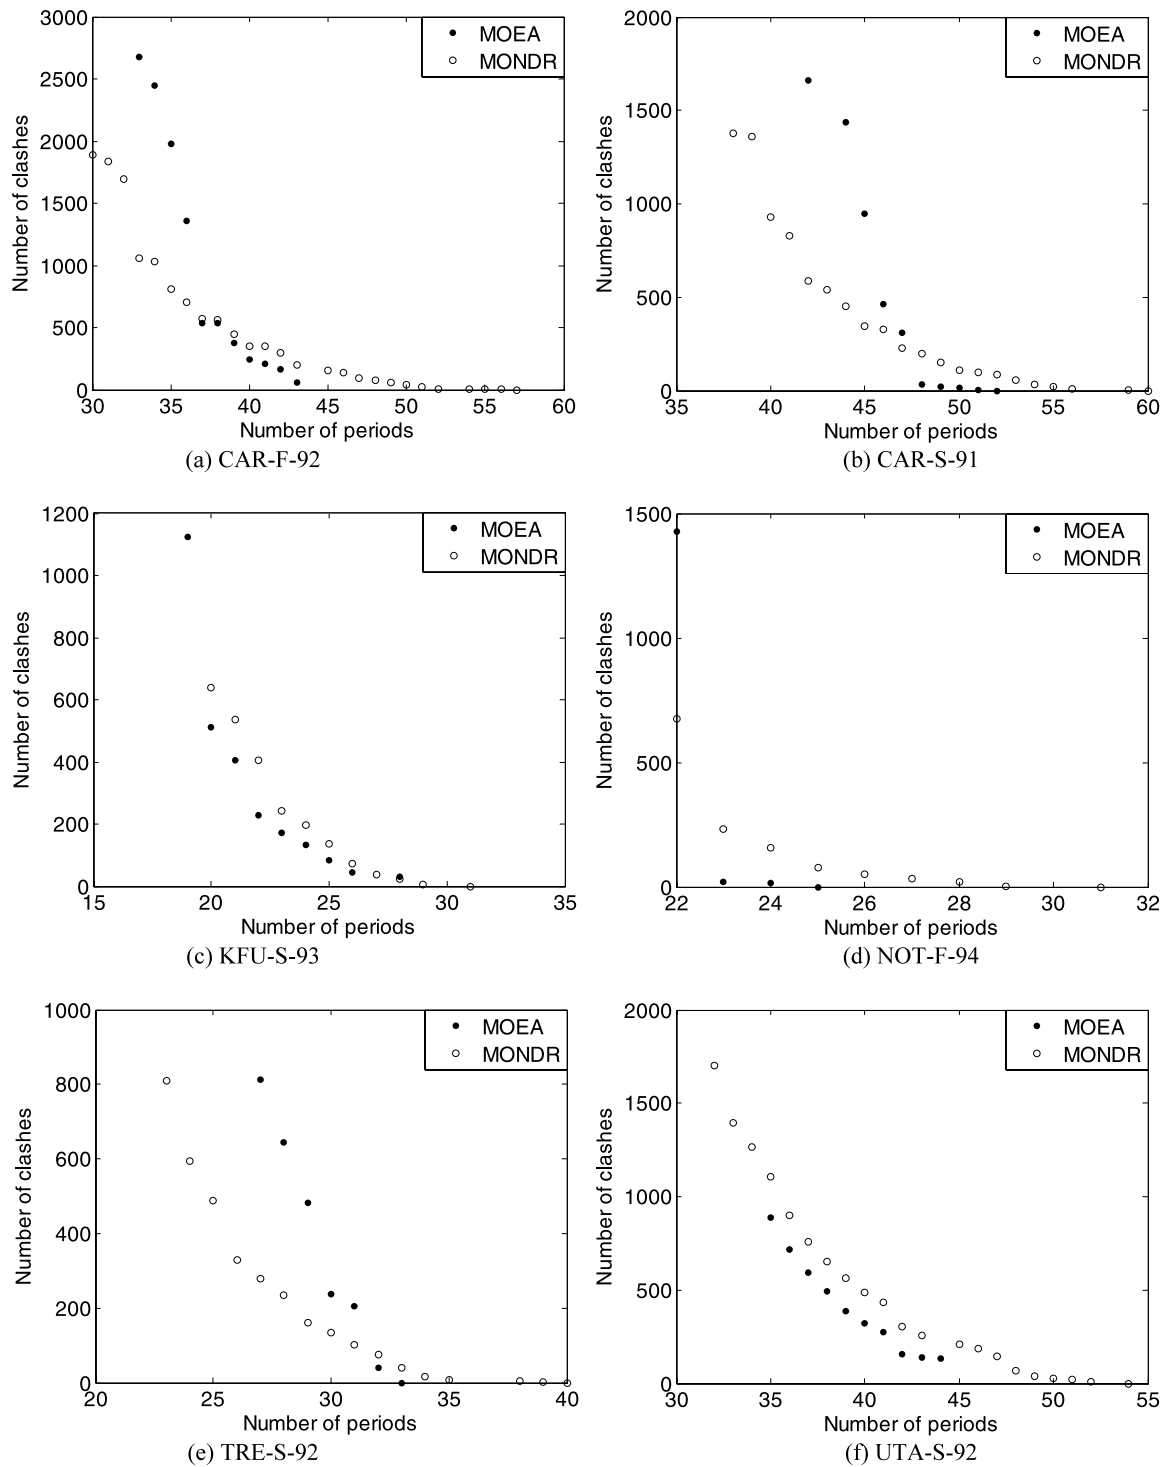 3000
2500
2000
1500
1000
500
0
Number of clashes
MOEA
MONDR
30 35 40 45 50 55 60
Number of periods
(a) CAR-F-92
2000
1500
1000
500
0
Number of clashes
MOEA
MONDR
35 40 45 50 55 60
Number of periods
(b) CAR-S-91
1200
1000
800
600
400
200
0
Number of clashes
MOEA
MONDR
15 20 25 30 35
Number of periods
(c) KFU-S-93
1500
1000
500
0
Number of clashes
MOEA
MONDR
22 24 26 28 30 32
Number of periods
(d) NOT-F-94
1000
800
600
400
200
0
Number of clashes
MOEA
MONDR
20 25 30 35 40
Number of periods
(e) TRE-S-92
2000
1500
1000
500
0
Number of clashes
MOEA
MONDR
30 35 40 45 50 55
Number of periods
(f) UTA-S-92